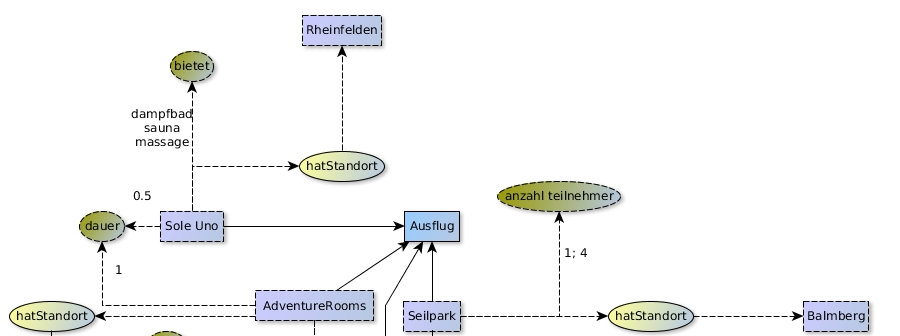 Rheinfelden
bietet
dampfbad
sauna
massage
hatStandort
anzahl teilnehmer
0.5
dauer
Sole Uno
Ausflug
1; 4
1
AdventureRooms
hatStandort
Seilpark
hatStandort
Balmberg